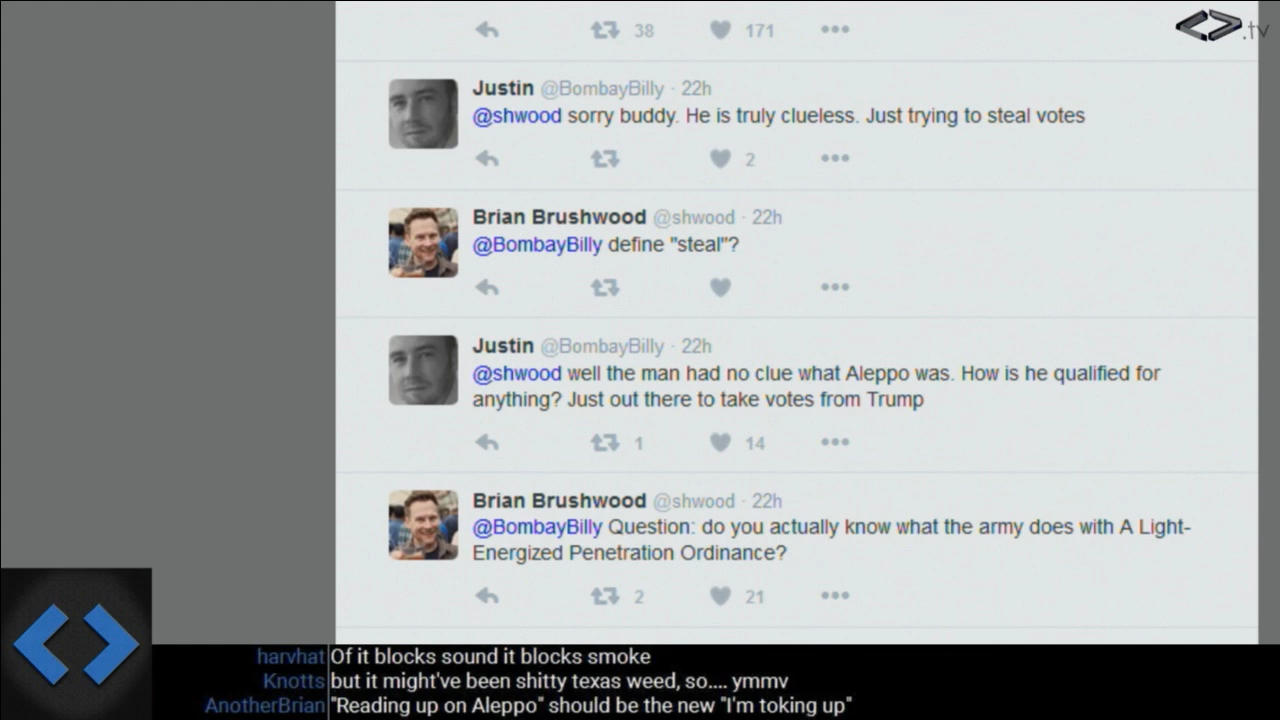 38 171
.tv
Justin @BombayBilly · 22h
@shwood sorry buddy. He is truly clueless. Just trying to steal votes
2
Brian Brushwood @shwood · 22h
@BombayBilly define "steal"?
Justin @BombayBilly · 22h
@shwood well the man had no clue what Aleppo was. How is he qualified for
anything? Just out there to take votes from Trump
1 14
Brian Brushwood @shwood · 22h
@BombayBilly Question: do you actually know what the army does with A Light-
Energized Penetration Ordinance?
2 21
harvhat Of it blocks sound it blocks smoke
Knotts but it might've been shitty texas weed, so.... ymmv
AnotherBrian "Reading up on Aleppo" should be the new "I'm toking up"